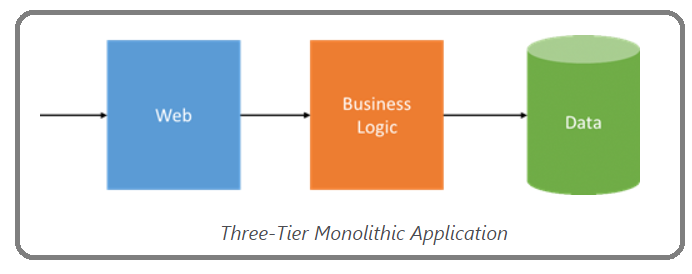 Web
Business
Logic
Data
Three-Tier Monolithic Application